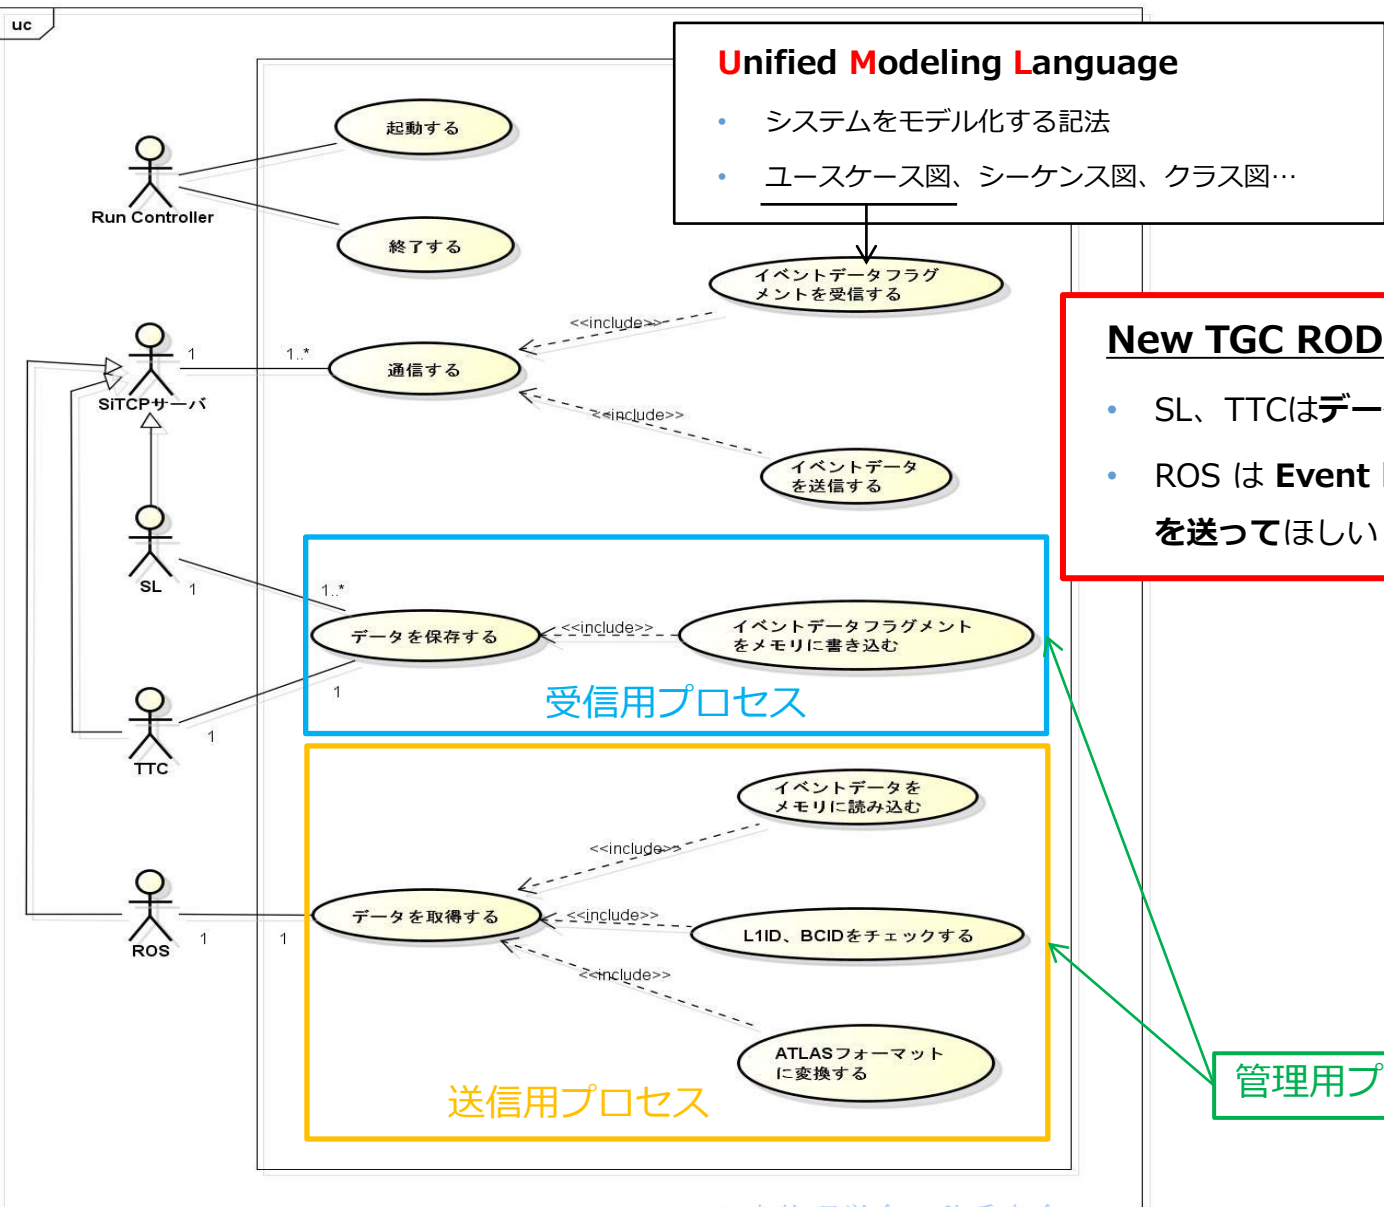 uc
Unified Modeling Language
• システムをモデル化する記法
• ユースケース図、シーケンス図、クラス図…
起動する
Run Controller
終了する
イベントデータフラグ
メントを受信する
<<include>>
New TGC ROD
1
1..*
通信する
SiTCPサーバ
• SL、TTCはデー
<<include>>
イベントデータ
を送信する
• ROS は Event
を送ってほしい
SL
1
1..*
データを保存する
<<include>>
イベントデータフラグメント
をメモリに書き込む
1
受信用プロセス
1
TTC
イベントデータを
メモリに読み込む
<<include>>
データを取得する
<<include>>
L1ID、BCIDをチェックする
ROS
1
1
<<include>>
ATLASフォーマット
に変換する
送信用プロセス
管理用プ